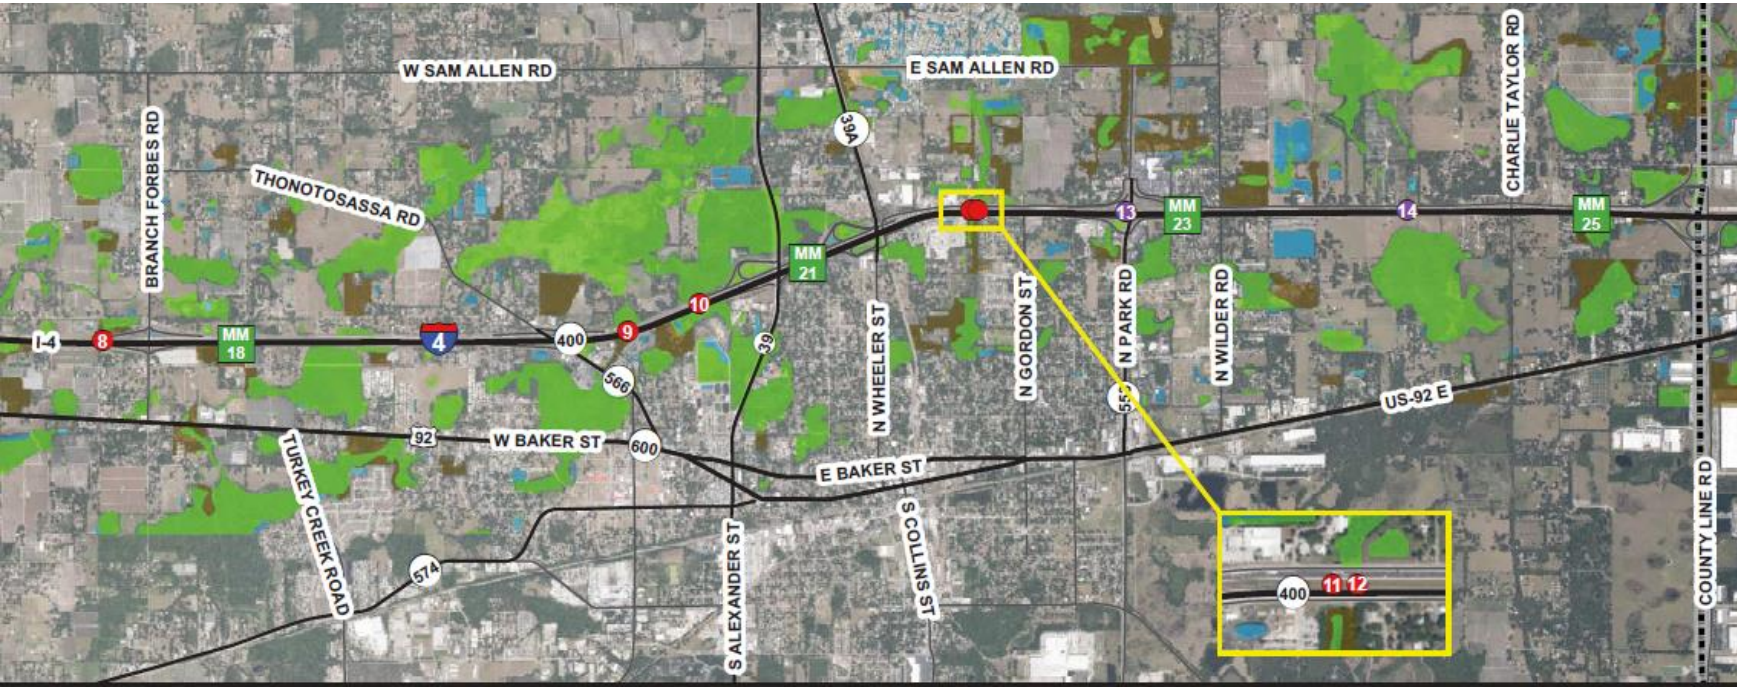 W SAM ALLEN RD
E SAM ALLEN RD
CHARLIE TAYLOR RD
BRANCH FORBES RD
39A
THONOTOSASSA RD
13
MM
23
14
MM
25
MM
21
10
I-4
8
MM
18
4
400
9
39
N WHEELER ST
N GORDON ST
N PARK RD
N WILDER RD
566
US-92 E
92
W BAKER ST
600
E BAKER ST
TURKEY CREEK ROAD
S ALEXANDER ST
S COLLINS ST
COUNTY LINE RD
574
11
12
400